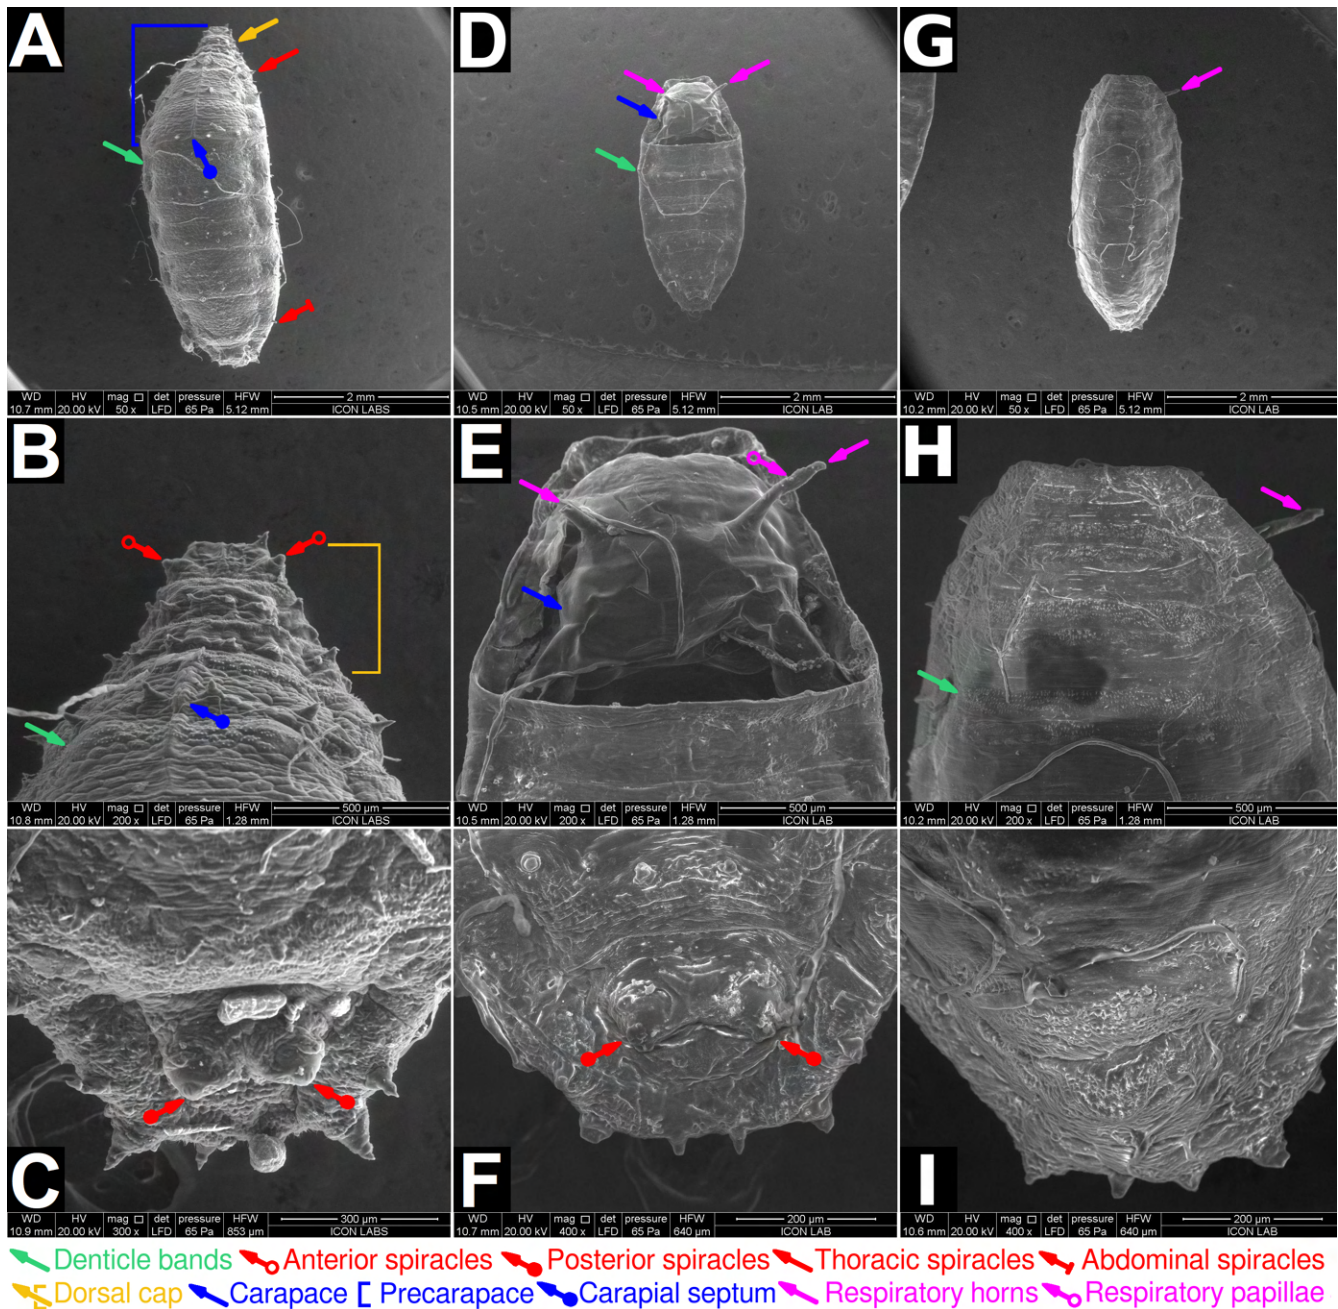 A
WD HV mag det pressure HFW 2 mm
10.7 mm 20.00 kV 50 x LFD 65 Pa 5.12 mm ICON LABS
D
WD HV mag det pressure HFW 2 mm
10.5 mm 20.00 kV 50 x LFD 65 Pa 5.12 mm ICON LAB
G
WD HV mag det pressure HFW 2 mm
10.2 mm 20.00 kV 50 x LFD 65 Pa 5.12 mm ICON LAB
B
WD HV mag det pressure HFW 500 µm
10.8 mm 20.00 kV 200 x LFD 65 Pa 1.28 mm ICON LABS
E
WD HV mag det pressure HFW 500 µm
10.5 mm 20.00 kV 200 x LFD 65 Pa 1.28 mm ICON LAB
H
WD HV mag det pressure HFW 500 µm
10.2 mm 20.00 kV 200 x LFD 65 Pa 1.28 mm ICON LAB
C
WD HV mag det pressure HFW 300 µm
10.9 mm 20.00 kV 300 x LFD 65 Pa 853 µm ICON LABS
F
WD HV mag det pressure HFW 200 µm
10.7 mm 20.00 kV 400 x LFD 65 Pa 640 µm ICON LAB
I
WD HV mag det pressure HFW 200 µm
10.6 mm 20.00 kV 400 x LFD 65 Pa 640 µm ICON LAB
Denticle bands Anterior spiracles Posterior spiracles Thoracic spiracles Abdominal spiracles
Dorsal cap Carapace Precarapace Carapial septum Respiratory horns Respiratory papillae